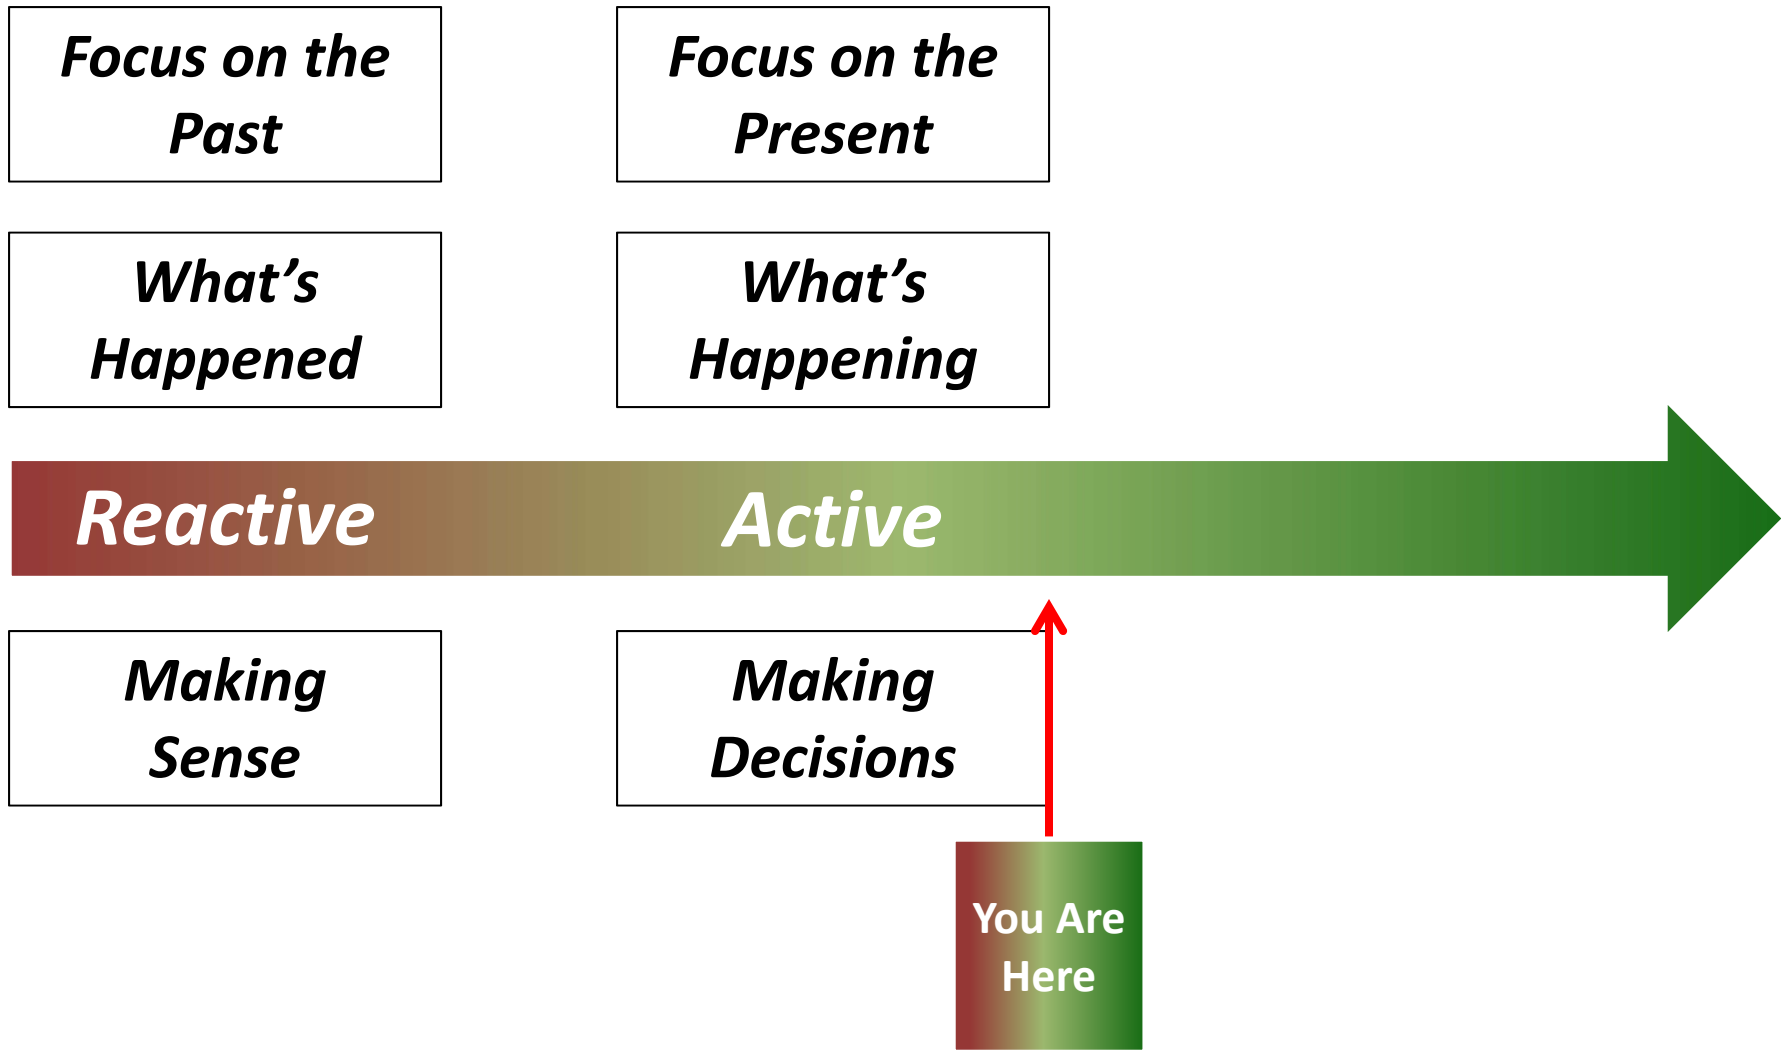 Focus on the
Past
Focus on the
Present
What’s
Happened
What’s
Happening
Reactive
Active
Making
Sense
Making
Decisions
You Are
Here